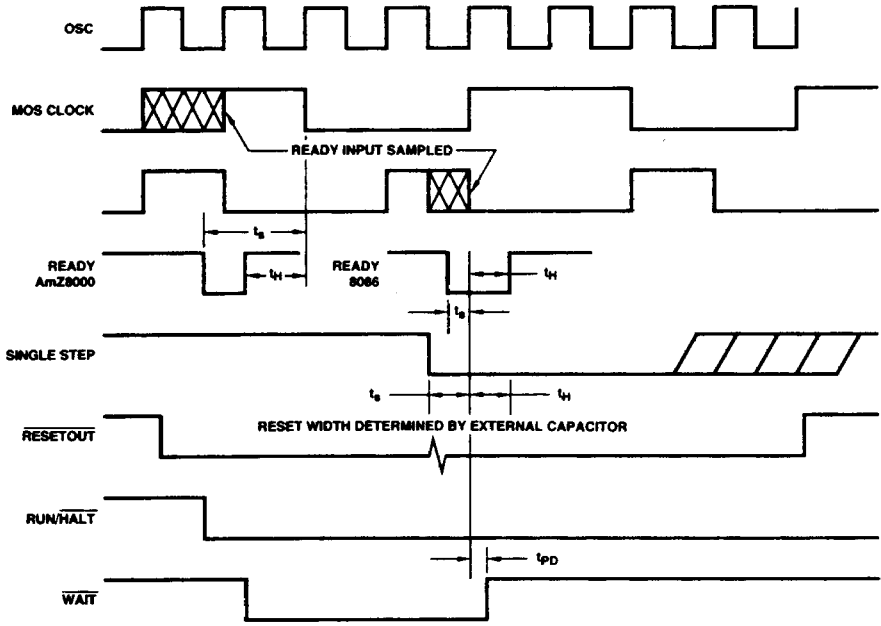 OSC
MOS CLOCK
READY INPUT SAMPLED
ts
READY
AmZ8000
tH
READY
8086
tH
ts
SINGLE STEP
ts
tH
RESETOUT
RESET WIDTH DETERMINED BY EXTERNAL CAPACITOR
RUN/HALT
tPD
WAIT